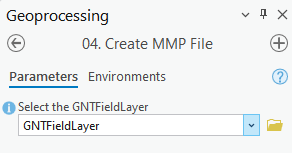 Geoprocessing
04. Create MMP File
Parameters Environments
Select the GNTFieldLayer
GNTFieldLayer